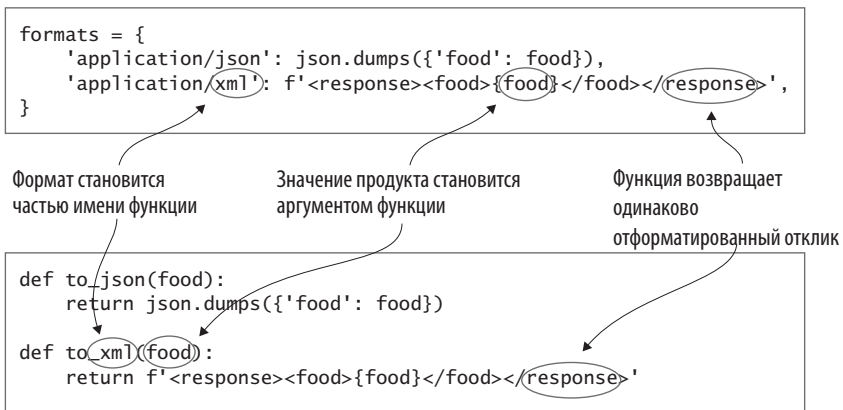 formats = {
    'application/json': json.dumps({'food': food}),
    'application/xml': f'<response><food>{food}</food></response>',
}
Формат становится
частью имени функции
Значение продукта становится
аргументом функции
Функция возвращает
одинаково
отформатированный отклик
def to_json(food):
    return json.dumps({'food': food})
def to_xml(food):
    return f'<response><food>{food}</food></response>'